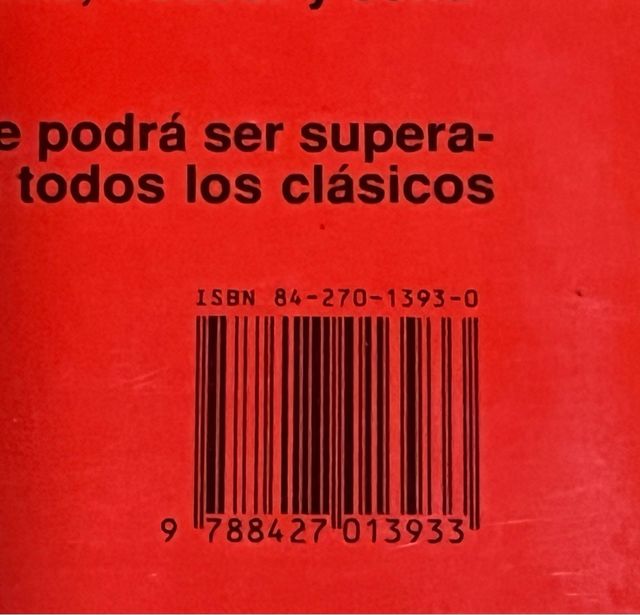 e podrá ser supera-
todos los clásicos
ISBN 84-270-1393-0
9 788427 013933